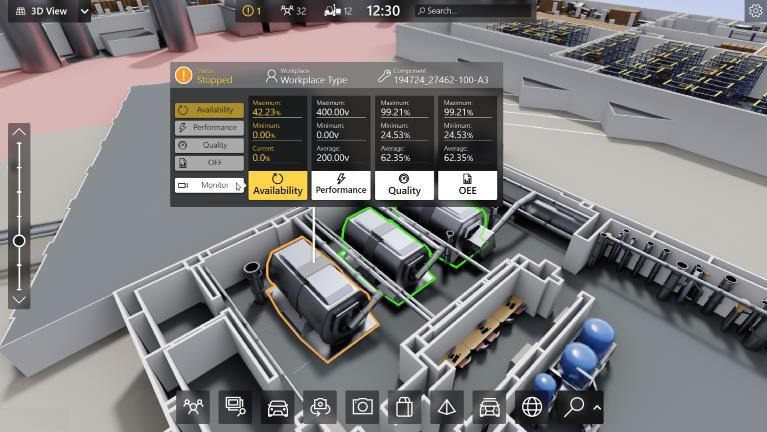 3D View
1
32
12
12:30
Search...
Status
Stopped
Workplace
Workplace Type
Component
194724_27462-100-A3
Availability
Performance
Quality
OEE
Monitor
Maximum:
42.23%
Minimum:
0.00%
Current:
0.0%
Availability
Maximum:
400.00v
Minimum:
0.00v
Average:
200.00v
Performance
Maximum:
99.21%
Minimum:
24.53%
Average:
62.35%
Quality
Maximum:
99.21%
Minimum:
24.53%
Average:
62.35%
OEE